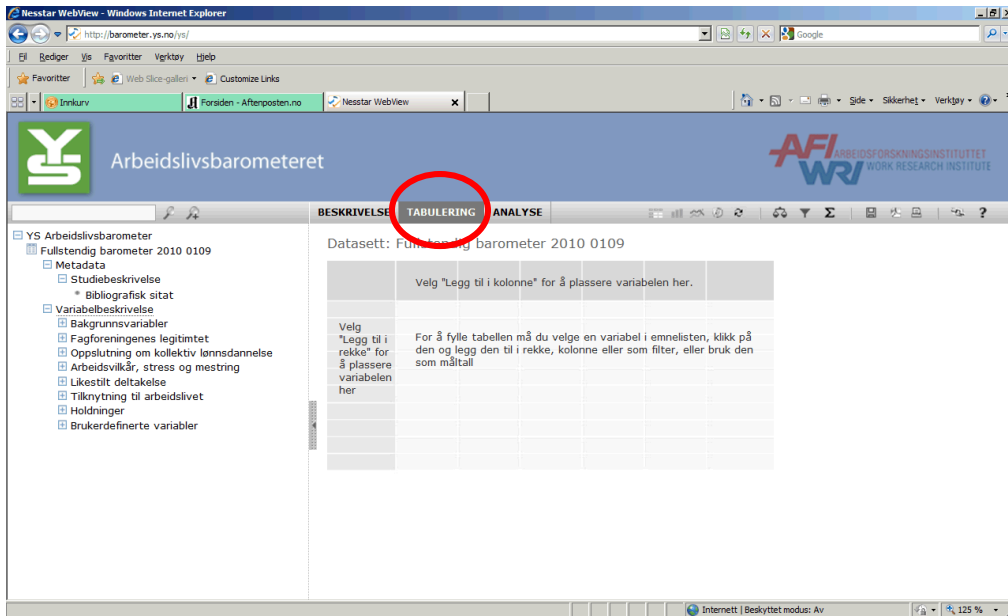 Nesstar WebView - Windows Internet Explorer
http://barometer.ys.no/ys/
Google
Fil Rediger Vis Favoritter Verktøy Hjelp
Favoritter Web Slice-galleri Customize Links
Innkurv Forsiden - Aftenposten.no Nesstar WebView Side Sikkerhet Verktøy
YS Arbeidslivsbarometeret
AFI ARBEIDSFORSKNINGSINSTITUTTET
WRI WORK RESEARCH INSTITUTE
BESKRIVELSE TABULERING ANALYSE
YS Arbeidslivsbarometer
Fullstendig barometer 2010 0109
Metadata
Studiebeskrivelse
Bibliografisk sitat
Variabelbeskrivelse
Bakgrunnsvariabler
Fagforeningenes legitimtet
Oppslutning om kollektiv lønnsdannelse
Arbeidsvilkår, stress og mestring
Likestilt deltakelse
Tilknytning til arbeidslivet
Holdninger
Brukerdefinerte variabler
Datasett: Fullstendig barometer 2010 0109
Velg "Legg til i kolonne" for å plassere variabelen her.
Velg
"Legg til i
rekke" for
å plassere
variabelen
her
For å fylle tabellen må du velge en variabel i emnelisten, klikk på
den og legg den til i rekke, kolonne eller som filter, eller bruk den
som måltall
Internett | Beskyttet modus: Av 125 %